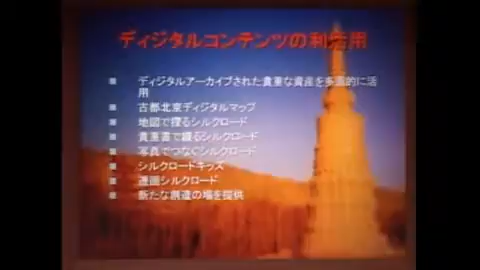 ディジタルコンテンツの利活用
ディジタルアーカイブされた貴重な資産を多面的に活
用
古都北京ディジタルマップ
地図で探るシルクロード
貴重書で綴るシルクロード
写真でつなぐシルクロード
シルクロードキッズ
漫画シルクロード
新たな創造の場を提供